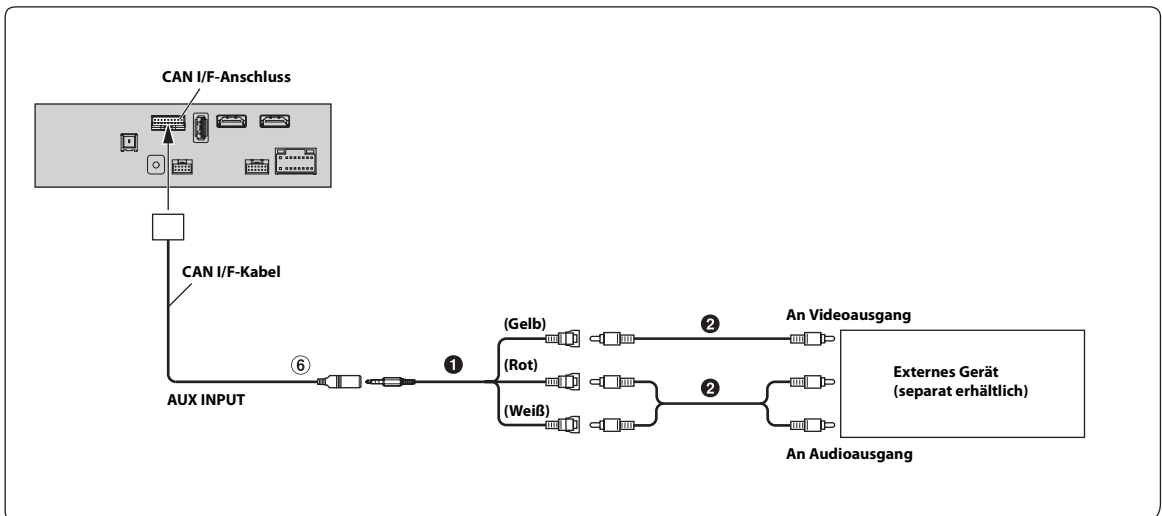 CAN I/F-Anschluss
CAN I/F-Kabel
(Gelb)
❷
An Videoausgang
⑥
❶
(Rot)
❷
Externes Gerät
(separat erhältlich)
AUX INPUT
(Weiß)
An Audioausgang